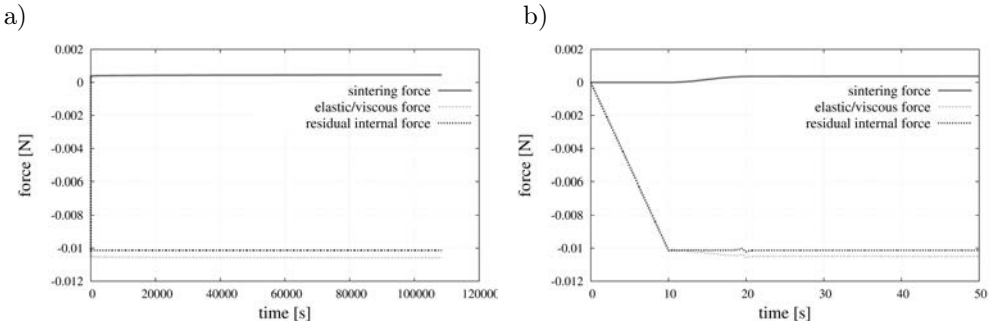 a)
0.002
0
-0.002
-0.004
-0.006
-0.008
-0.01
-0.012
force [N]
sintering force
elastic/viscous force
residual internal force
0 20000 40000 60000 80000 100000 120000
time [s]
b)
0.002
0
-0.002
-0.004
-0.006
-0.008
-0.01
-0.012
force [N]
sintering force
elastic/viscous force
residual internal force
0 10 20 30 40 50
time [s]